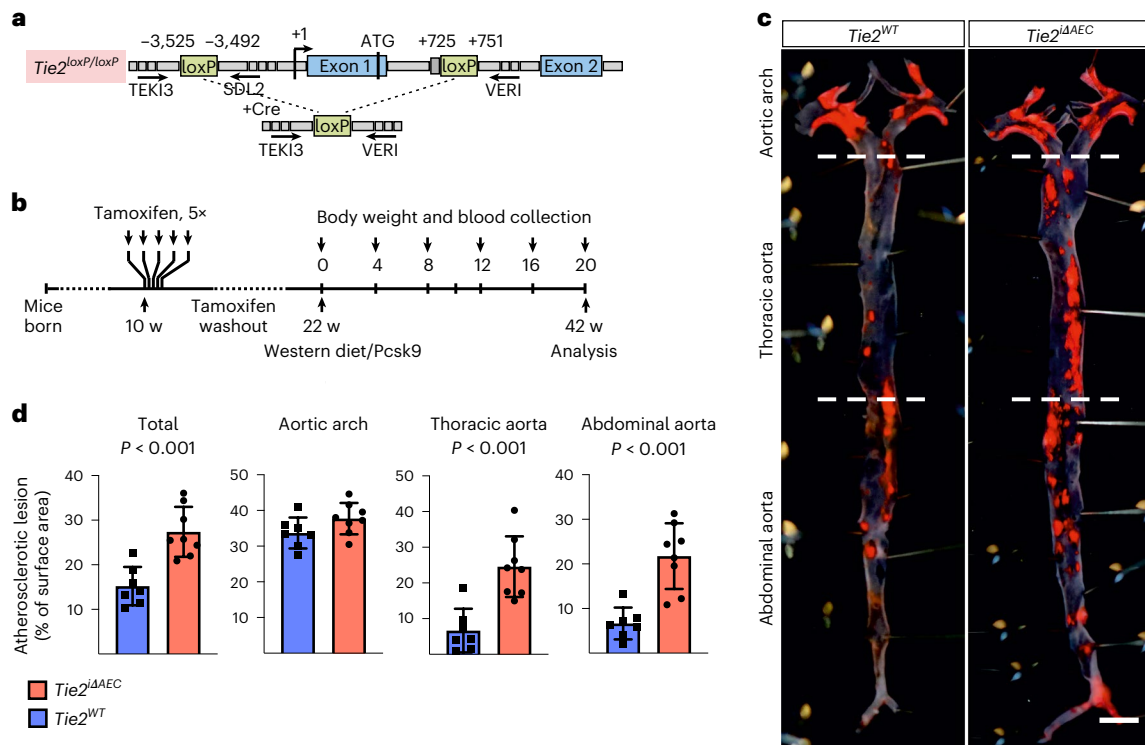 a
Tie2loxP/loxP
–3,525
–3,492
+1
ATG
+725
+751
loxP
Exon 1
loxP
Exon 2
TEKI3
SDL2
VERI
+Cre
loxP
TEKI3
VERI
b
Tamoxifen, 5×
Body weight and blood collection
0 4 8 12 16 20
Mice
born
10 w
Tamoxifen
washout
22 w
42 w
Western diet/Pcsk9
Analysis
c
Tie2WT
Tie2iΔAEC
Aortic arch
Thoracic aorta
Abdominal aorta
d
Atherosclerotic lesion
(% of surface area)
Total
P < 0.001
40
30
20
10
Aortic arch
50
40
30
20
10
Thoracic aorta
P < 0.001
50
40
30
20
10
Abdominal aorta
P < 0.001
40
30
20
10
Tie2iΔAEC
Tie2WT